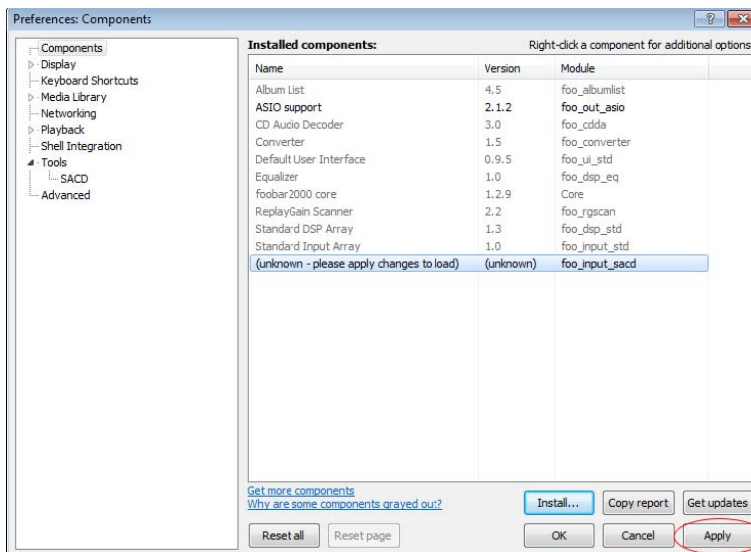 Preferences: Components
Components
Display
Keyboard Shortcuts
Media Library
Networking
Playback
Shell Integration
Tools
SACD
Advanced
Installed components: Right-click a component for additional options
Name Version Module
Album List 4.5 foo_albumlist
ASIO support 2.1.2 foo_out_asio
CD Audio Decoder 3.0 foo_cdda
Converter 1.5 foo_converter
Default User Interface 0.9.5 foo_ui_std
Equalizer 1.0 foo_dsp_eq
foobar2000 core 1.2.9 Core
ReplayGain Scanner 2.2 foo_rgscan
Standard DSP Array 1.3 foo_dsp_std
Standard Input Array 1.0 foo_input_std
(unknown - please apply changes to load) (unknown) foo_input_sacd
Get more components
Why are some components grayed out?
Install... Copy report Get updates
Reset all Reset page OK Cancel Apply